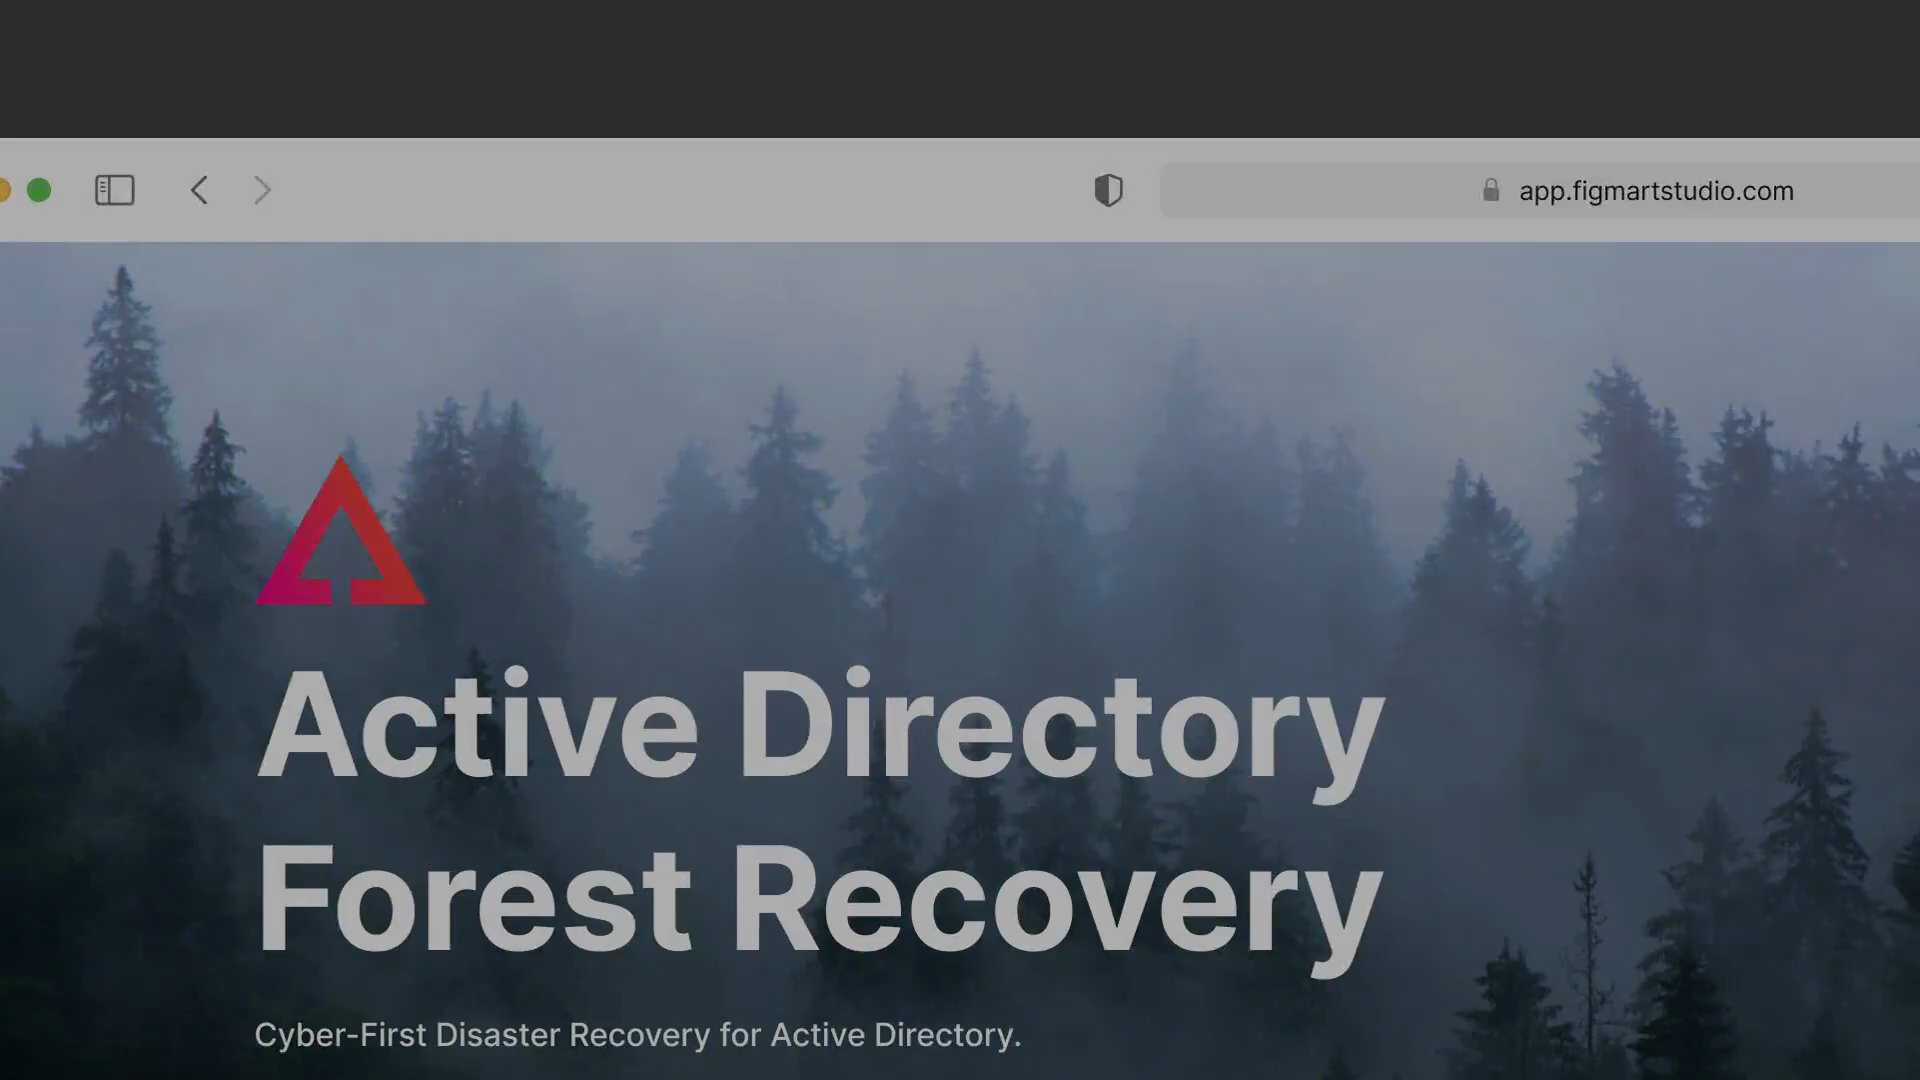 app.figmartstudio.com
Active Directory
Forest Recovery
Cyber-First Disaster Recovery for Active Directory.